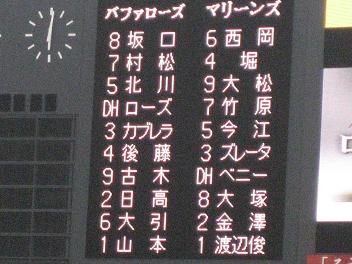 バファローズ マリーンズ
8 坂口 6 西岡
7 村松 4 堀
5 北川 9 大松
DH ローズ 7 竹原
3 カブレラ 5 今江
4 後藤 3 ズレータ
9 古木 DH ベニー
2 日高 8 大塚
6 大引 2 金澤
1 山本 1 渡辺俊